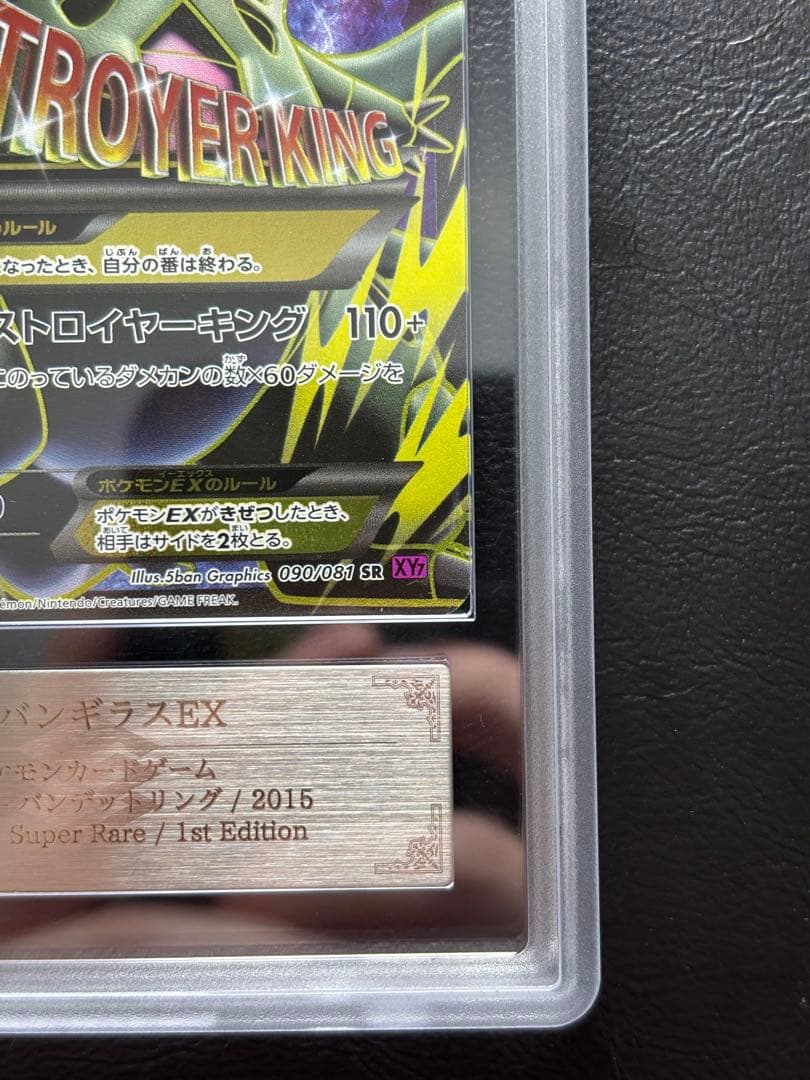 TROYER KING
のルール
なったとき、自分の番は終わる。
ストロイヤーキング 110+
にのっているダメカンの数×60ダメージを
ポケモンEXのルール
ポケモンEXがきぜつしたとき、
相手はサイドを2枚とる。
Illus.5ban Graphics 090/081 SR XY7
émon/Nintendo/Creatures/GAME FREAK.
バンギラスEX
ケモンカードゲーム
バンデットリング / 2015
Super Rare / 1st Edition